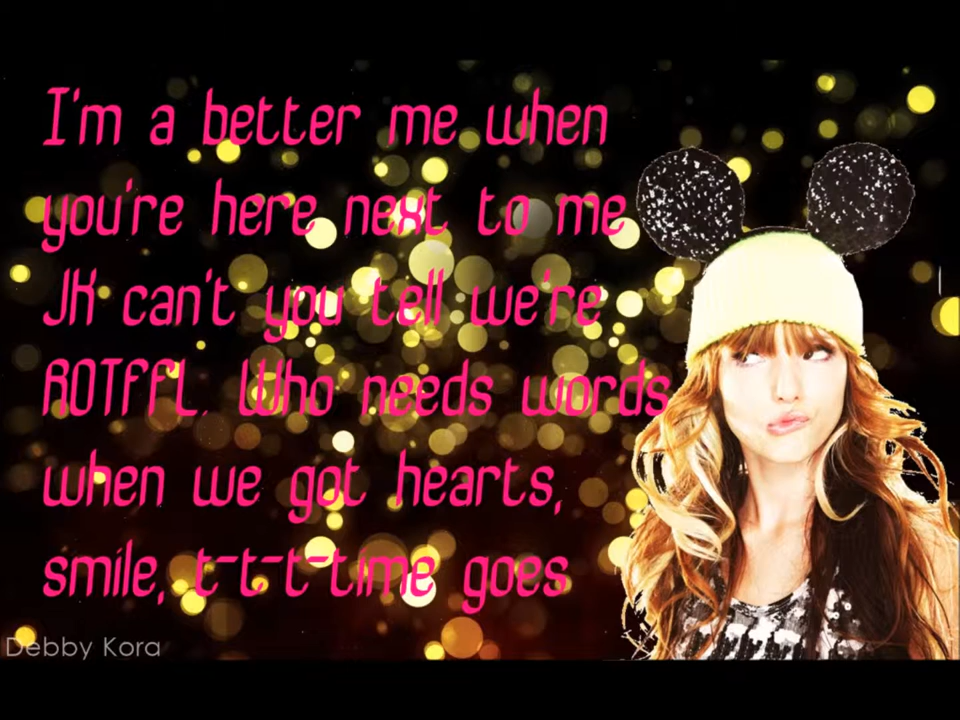 I'm a better me when
you're here next to me
JK can't you tell we're
ROTFFL. Who needs words
when we got hearts,
smile, t-t-t-time goes
Debby Kora